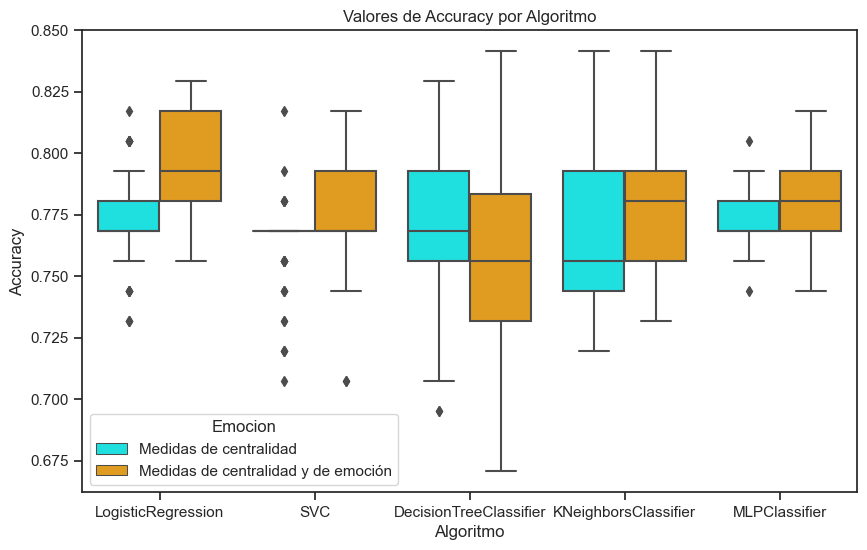 Valores de Accuracy por Algoritmo
0.850
0.825
0.800
0.775
0.750
0.725
0.700
0.675
Accuracy
Emocion
Medidas de centralidad
Medidas de centralidad y de emoción
LogisticRegression SVC DecisionTreeClassifier KNeighborsClassifier MLPClassifier
Algoritmo